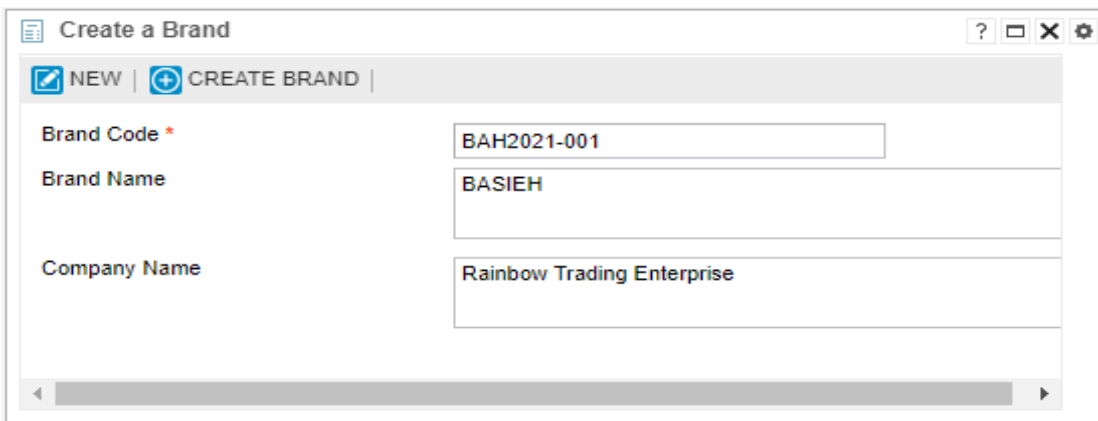 Create a Brand ?
NEW | CREATE BRAND |
Brand Code * BAH2021-001
Brand Name BASIEH
Company Name Rainbow Trading Enterprise